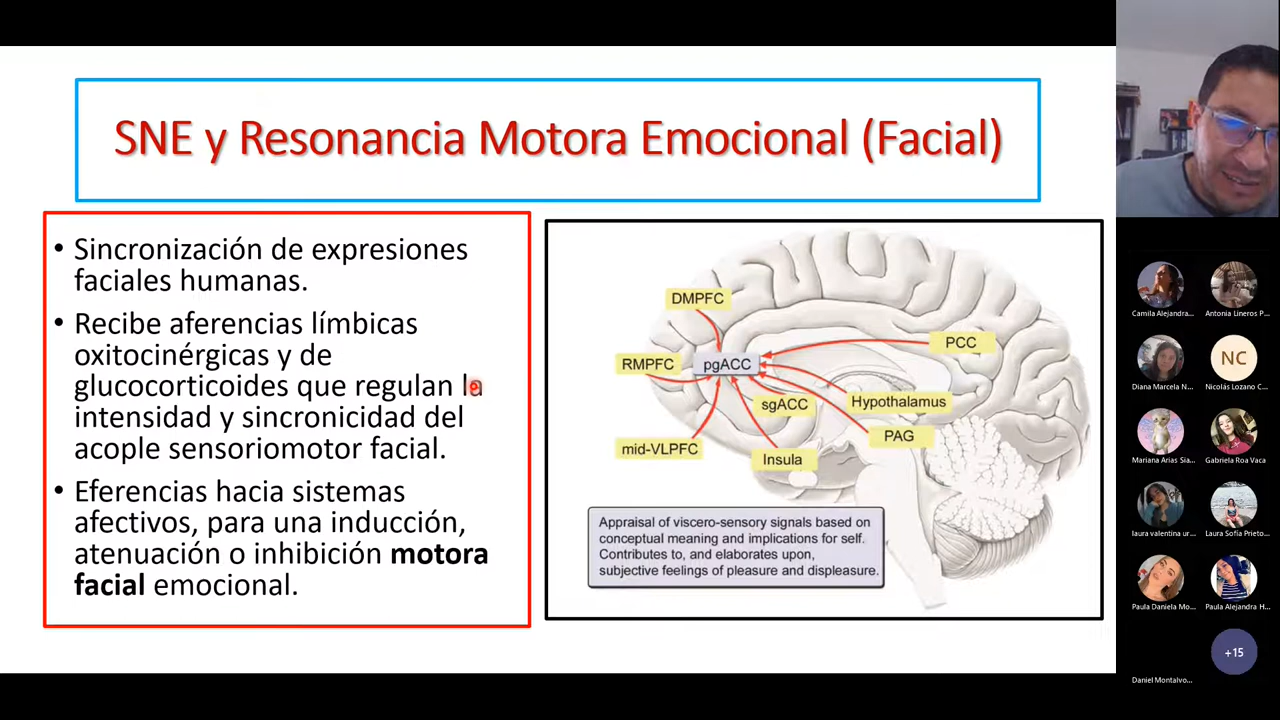 SNE y Resonancia Motora Emocional (Facial)
• Sincronización de expresiones
faciales humanas.
• Recibe aferencias límbicas
oxitocinérgicas y de
glucocorticoides que regulan la
intensidad y sincronicidad del
acople sensoriomotor facial.
• Eferencias hacia sistemas
afectivos, para una inducción,
atenuación o inhibición motora
facial emocional.
DMPFC
PCC
RMPFC
pgACC
sgACC
Hypothalamus
PAG
mid-VLPFC
Insula
Appraisal of viscero-sensory signals based on
conceptual meaning and implications for self.
Contributes to, and elaborates upon,
subjective feelings of pleasure and displeasure.
Camila Alejandra...
Antonia Lineros P...
Diana Marcela N...
NC
Nicolás Lozano C...
Mariana Arias Sia...
Gabriela Roa Vaca
laura valentina ur...
Laura Sofía Prieto...
Paula Daniela Mo...
Paula Alejandra H...
+15
Daniel Montalvo...